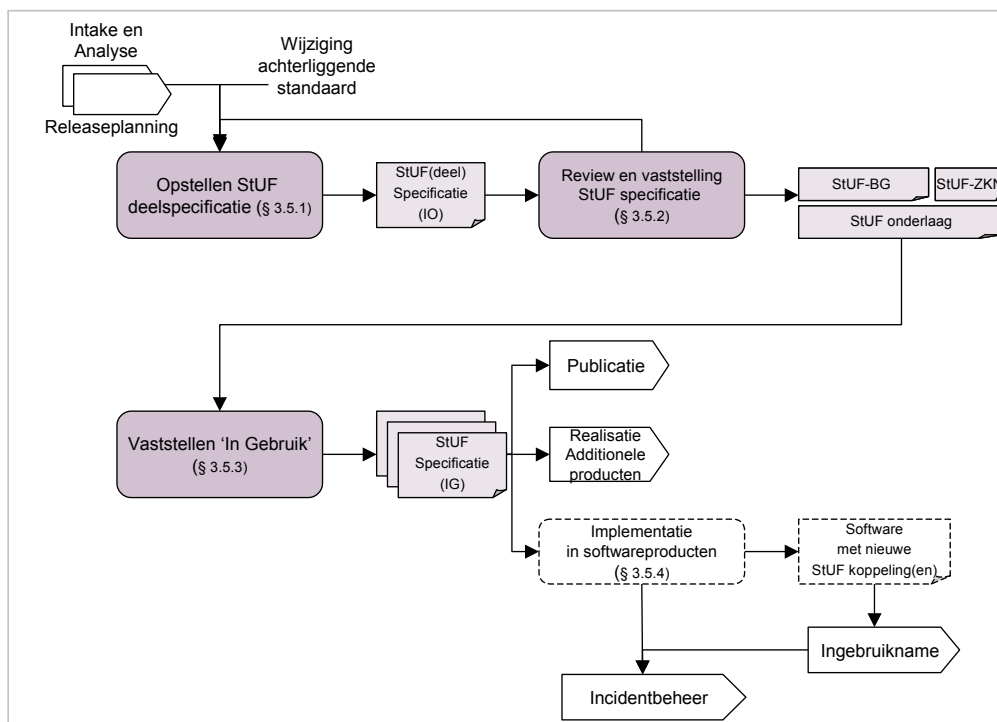 Intake en
Analyse
Releaseplanning
Wijziging
achterliggende
standaard
Opstellen StUF
deelspecificatie (§ 3.5.1)
StUF(deel)
Specificatie
(IO)
Review en vaststelling
StUF specificatie
(§ 3.5.2)
StUF-BG
StUF-ZKN
StUF onderlaag
Vaststellen ‘In Gebruik’
(§ 3.5.3)
StUF
Specificatie
(IG)
Publicatie
Realisatie
Additionele
producten
Implementatie
in softwareproducten
(§ 3.5.4)
Software
met nieuwe
StUF koppeling(en)
Ingebruikname
Incidentbeheer